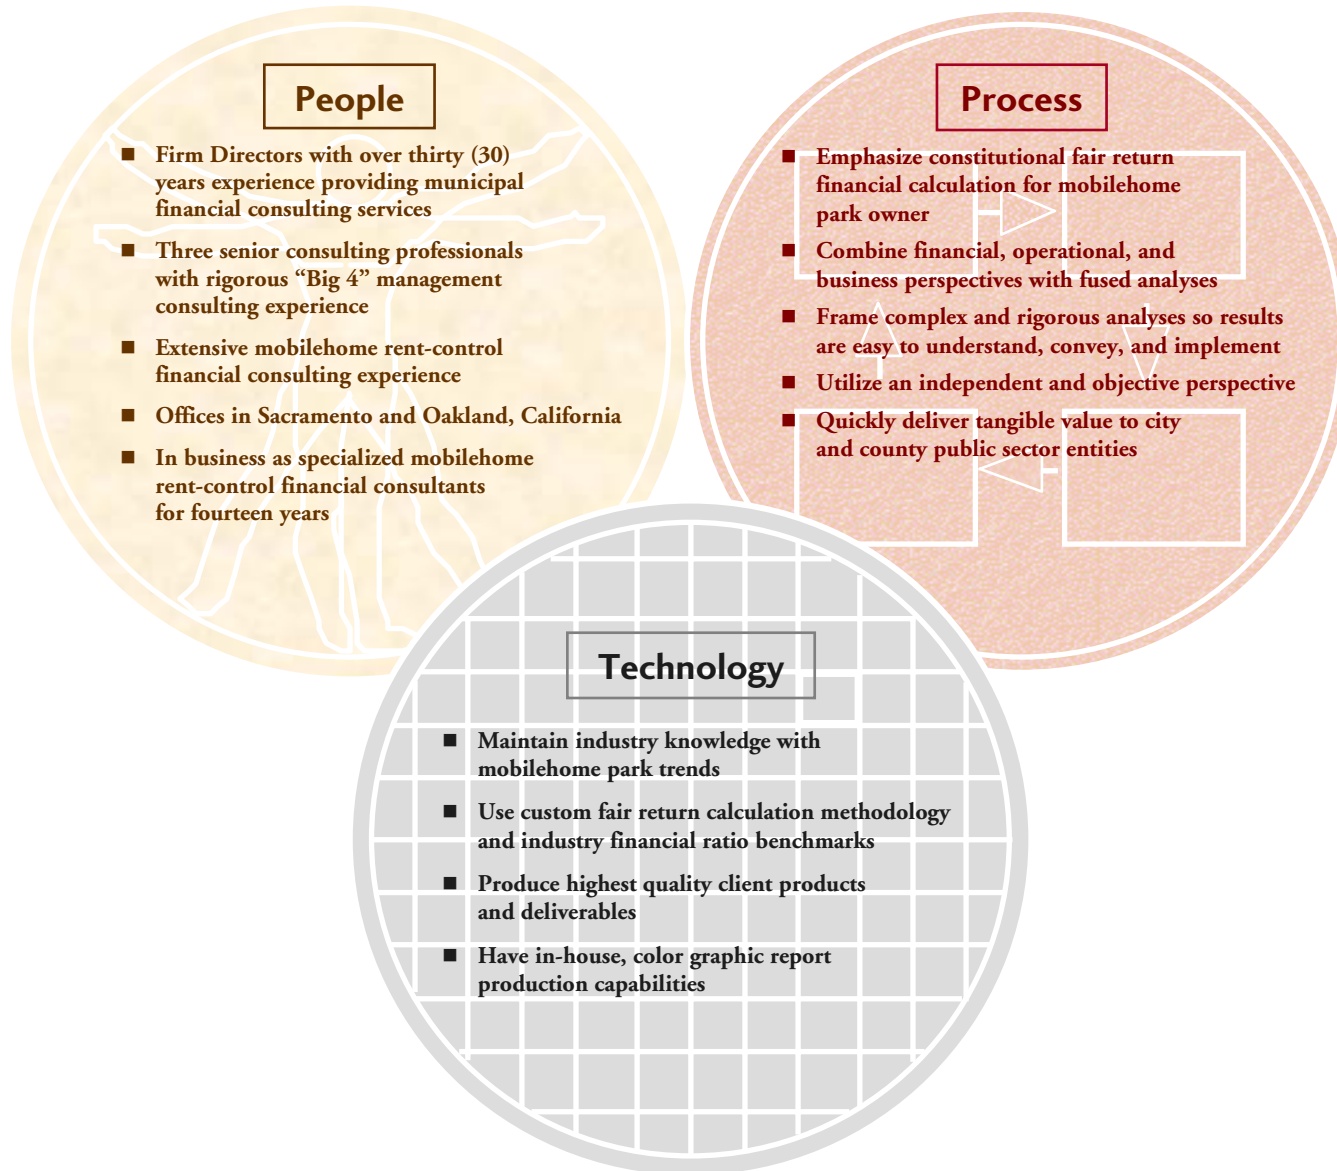 People
■ Firm Directors with over thirty (30)
years experience providing municipal
financial consulting services
■ Three senior consulting professionals
with rigorous “Big 4” management
consulting experience
■ Extensive mobilehome rent-control
financial consulting experience
■ Offices in Sacramento and Oakland, California
■ In business as specialized mobilehome
rent-control financial consultants
for fourteen years
Process
■ Emphasize constitutional fair return
financial calculation for mobilehome
park owner
■ Combine financial, operational, and
business perspectives with fused analyses
■ Frame complex and rigorous analyses so results
are easy to understand, convey, and implement
■ Utilize an independent and objective perspective
■ Quickly deliver tangible value to city
and county public sector entities
Technology
■ Maintain industry knowledge with
mobilehome park trends
■ Use custom fair return calculation methodology
and industry financial ratio benchmarks
■ Produce highest quality client products
and deliverables
■ Have in-house, color graphic report
production capabilities